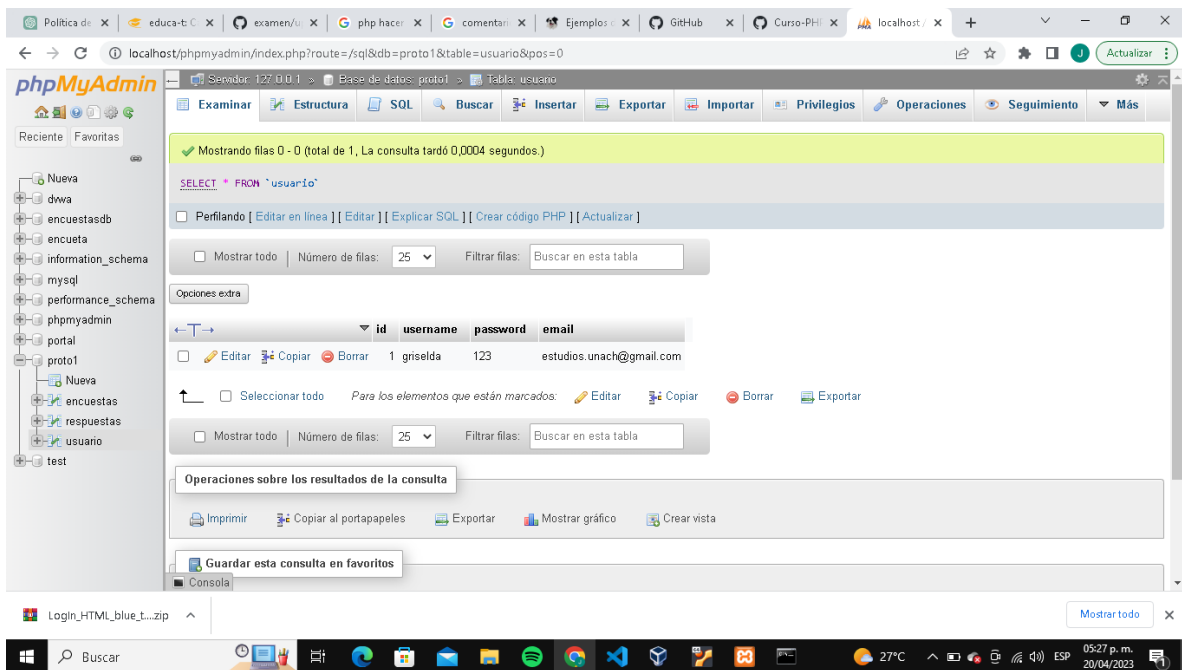 Política de
educa-t: C
examen/u
php hacer
comentari
Ejemplos
GitHub
Curso-PH
localhost /
localhost/phpmyadmin/index.php?route=/sql&db=proto1&table=usuario&pos=0
J
Actualizar
phpMyAdmin
Servidor: 127.0.0.1 » Base de datos: proto1 » Tabla: usuario
Examinar Estructura SQL Buscar Insertar Exportar Importar Privilegios Operaciones Seguimiento Más
Reciente Favoritas
Nueva
dvwa
encuestasdb
encueta
information_schema
mysql
performance_schema
phpmyadmin
portal
proto1
Nueva
encuestas
respuestas
usuario
test
Mostrando filas 0 - 0 (total de 1, La consulta tardó 0,0004 segundos.)
SELECT * FROM `usuario`
Perfilando [ Editar en línea ] [ Editar ] [ Explicar SQL ] [ Crear código PHP ] [ Actualizar ]
Mostrar todo | Número de filas: 25 Filtrar filas: Buscar en esta tabla
Opciones extra
←T→ id username password email
Editar Copiar Borrar 1 griselda 123 estudios.unach@gmail.com
Seleccionar todo Para los elementos que están marcados: Editar Copiar Borrar Exportar
Mostrar todo | Número de filas: 25 Filtrar filas: Buscar en esta tabla
Operaciones sobre los resultados de la consulta
Imprimir Copiar al portapapeles Exportar Mostrar gráfico Crear vista
Guardar esta consulta en favoritos
Consola
LogIn_HTML_blue_t....zip
Mostrar todo
Buscar
27°C
ESP
05:27 p. m.
20/04/2023